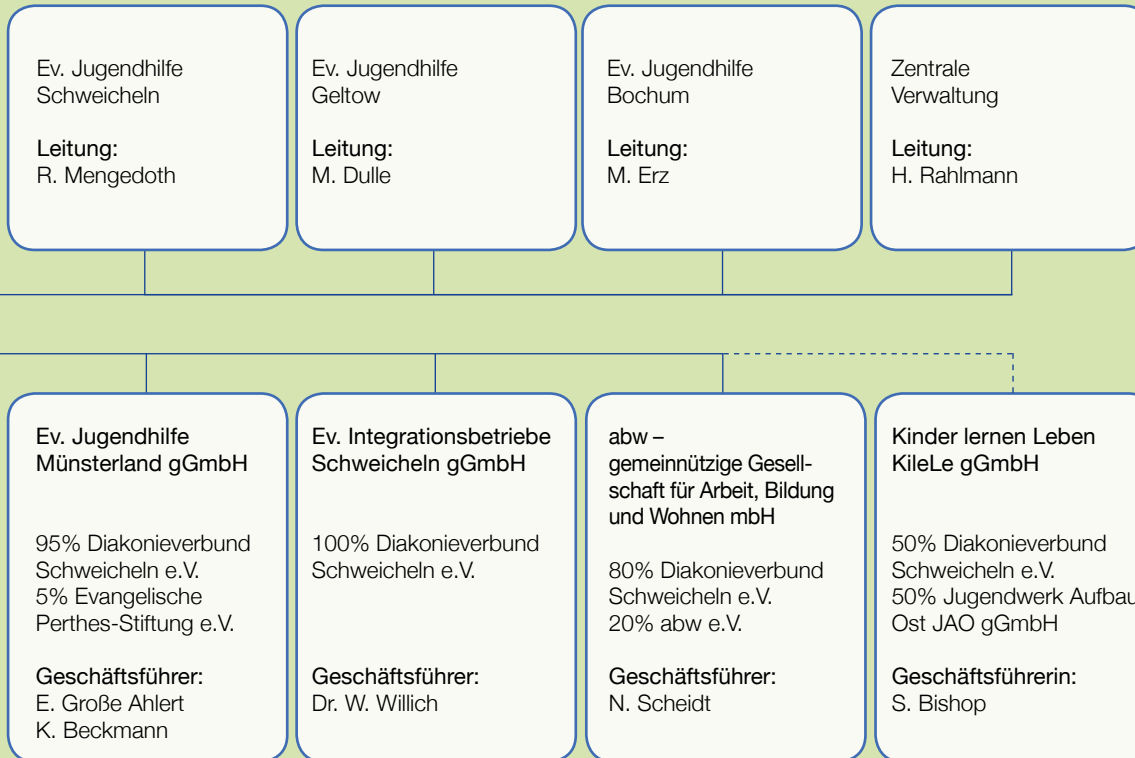 Ev. Jugendhilfe
Schweicheln
Leitung:
R. Mengedoth
Ev. Jugendhilfe
Geltow
Leitung:
M. Dulle
Ev. Jugendhilfe
Bochum
Leitung:
M. Erz
Zentrale
Verwaltung
Leitung:
H. Rahlmann
Ev. Jugendhilfe
Münsterland gGmbH
95% Diakonieverbund
Schweicheln e.V.
5% Evangelische
Perthes-Stiftung e.V.
Geschäftsführer:
E. Große Ahlert
K. Beckmann
Ev. Integrationsbetriebe
Schweicheln gGmbH
100% Diakonieverbund
Schweicheln e.V.
Geschäftsführer:
Dr. W. Willich
abw –
gemeinnützige Gesell-
schaft für Arbeit, Bildung
und Wohnen mbH
80% Diakonieverbund
Schweicheln e.V.
20% abw e.V.
Geschäftsführer:
N. Scheidt
Kinder lernen Leben
KileLe gGmbH
50% Diakonieverbund
Schweicheln e.V.
50% Jugendwerk Aufbau
Ost JAO gGmbH
Geschäftsführerin:
S. Bishop